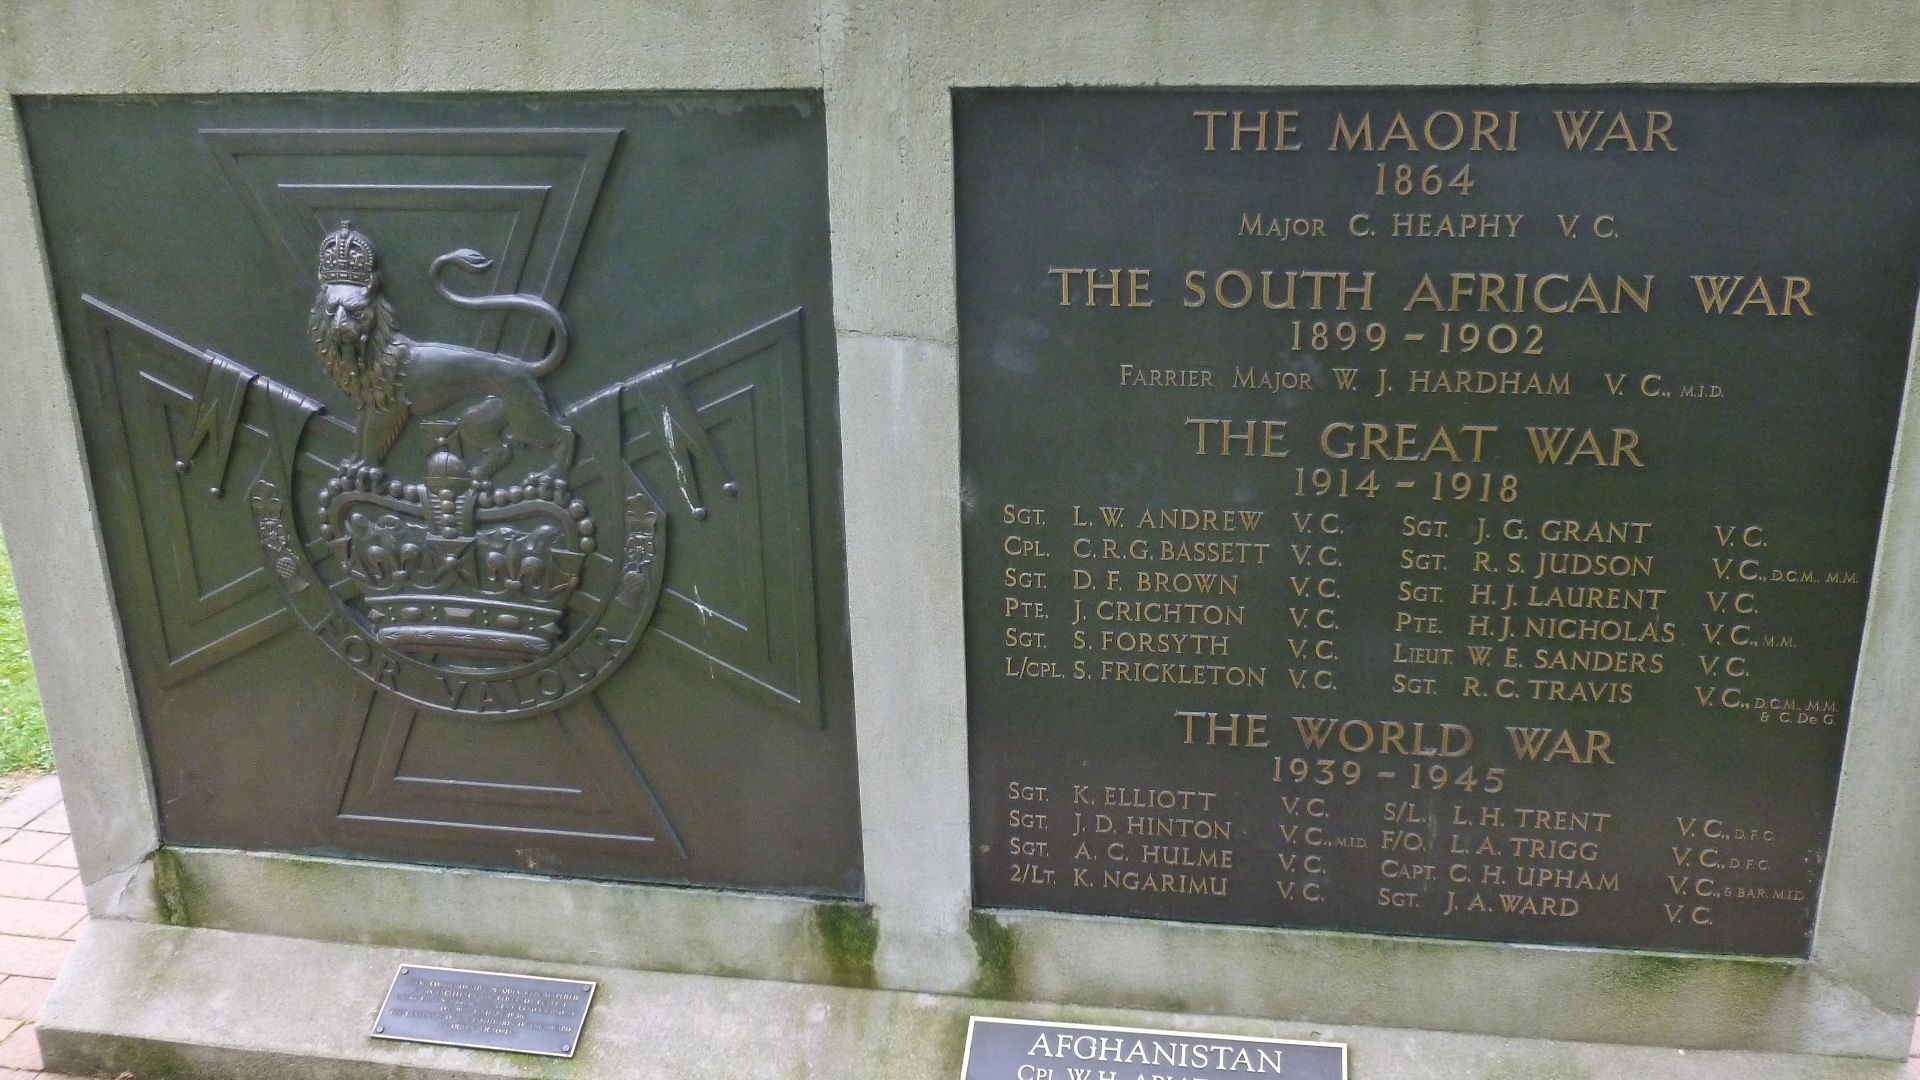 FOR VALOUR
THE MAORI WAR
1864
MAJOR C. HEAPHY V. C.
THE SOUTH AFRICAN WAR
1899 - 1902
FARRIER MAJOR W. J. HARDHAM V. C., M.I.D.
THE GREAT WAR
1914 - 1918
SGT. L. W. ANDREW V. C. SGT. J. G. GRANT V. C.
CPL. C. R. G. BASSETT V. C. SGT. R. S. JUDSON V. C., D.C.M., M.M.
SGT. D. F. BROWN V. C. SGT. H. J. LAURENT V. C.
PTE. J. CRICHTON V. C. PTE. H. J. NICHOLAS V. C., M.M.
SGT. S. FORSYTH V. C. LIEUT. W. E. SANDERS V. C.
L/CPL. S. FRICKLETON V. C. SGT. R. C. TRAVIS V. C., D.C.M., M.M.
& C. De G.
THE WORLD WAR
1939 - 1945
SGT. K. ELLIOTT V. C. S/L. L. H. TRENT V. C., D.F.C.
SGT. J. D. HINTON V. C., M.I.D. F/O. L. A. TRIGG V. C., D.F.C.
SGT. A. C. HULME V. C. CAPT. C. H. UPHAM V. C., & BAR. M.I.D.
2/LT. K. NGARIMU V. C. SGT. J. A. WARD V. C.
AFGHANISTAN
CPL W. H.